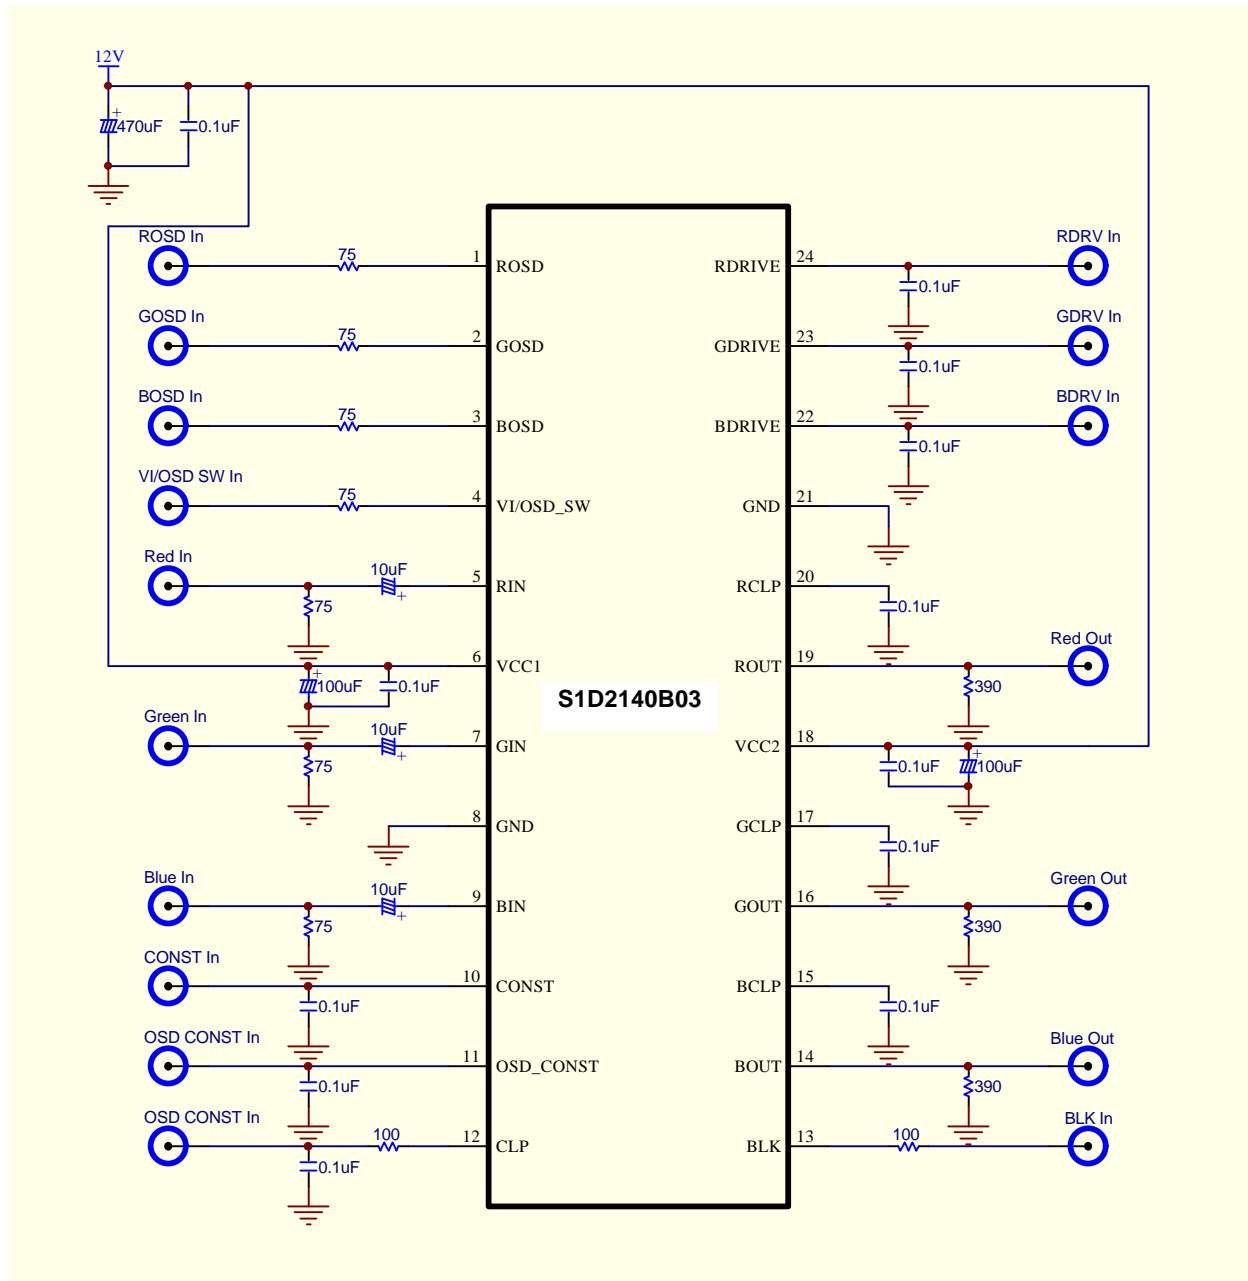 12V
+
470uF
0.1uF
ROSD In
75
1
ROSD
GOSD In
75
2
GOSD
BOSD In
75
3
BOSD
VI/OSD SW In
75
4
VI/OSD_SW
Red In
10uF
+
5
RIN
75
6
VCC1
+
100uF
0.1uF
Green In
10uF
+
7
GIN
75
8
GND
Blue In
10uF
+
9
BIN
75
CONST In
10
CONST
0.1uF
OSD CONST In
11
OSD_CONST
0.1uF
OSD CONST In
100
12
CLP
0.1uF
S1D2140B03
RDRIVE
24
RDRV In
0.1uF
GDRIVE
23
GDRV In
0.1uF
BDRIVE
22
BDRV In
0.1uF
GND
21
RCLP
20
0.1uF
ROUT
19
Red Out
390
VCC2
18
0.1uF
+
100uF
GCLP
17
0.1uF
GOUT
16
Green Out
390
BCLP
15
0.1uF
BOUT
14
Blue Out
390
BLK
13
100
BLK In